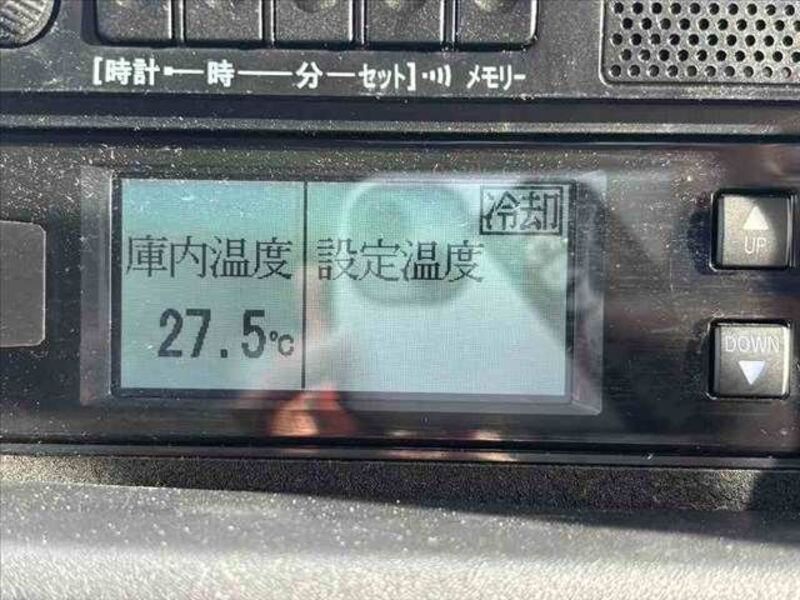 [時計 時 分 セット] メモリー
冷却
庫内温度 設定温度
27.5℃
UP
DOWN